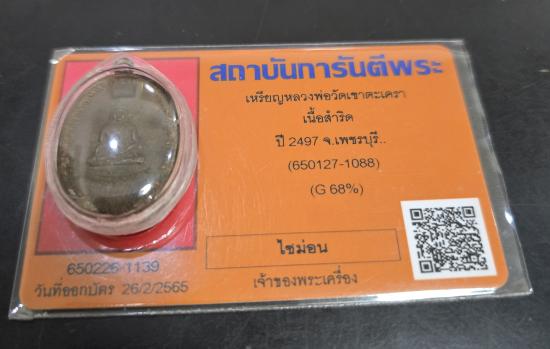 สถาบันการันตีพระ
เหรียญหลวงพ่อวัดเขาตะเครา
เนื้อสำริด
ปี 2497 จ.เพชรบุรี..
(650127-1088)
(G 68%)
ไซม่อน
เจ้าของพระเครื่อง
650226-1139
วันที่ออกบัตร 26/2/2565